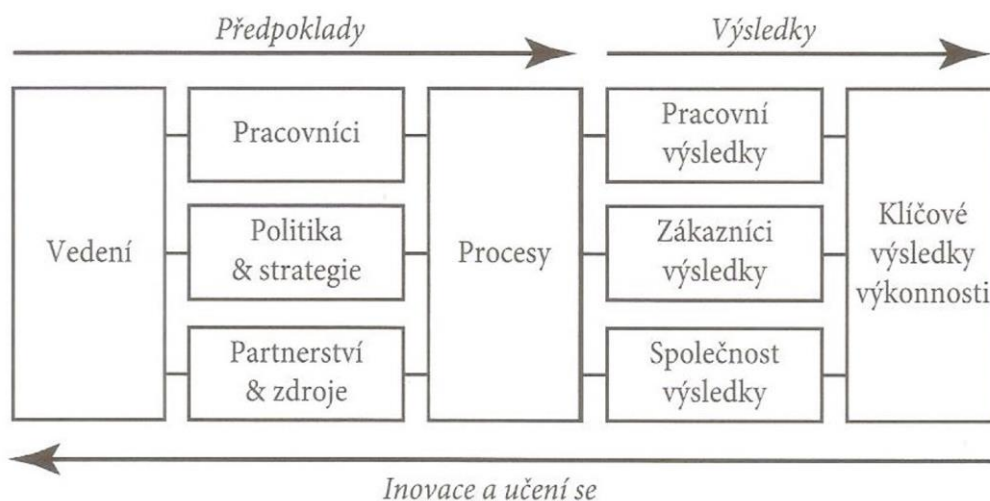 Předpoklady
Výsledky
Vedení
Pracovníci
Politika
& strategie
Partnerství
& zdroje
Procesy
Pracovní
výsledky
Zákazníci
výsledky
Společnost
výsledky
Klíčové
výsledky
výkonnosti
Inovace a učení se